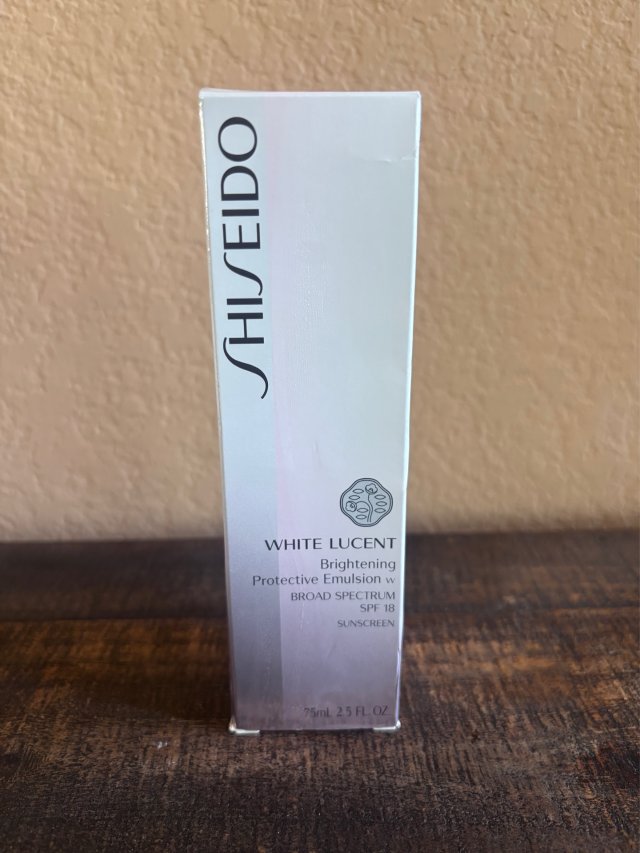 SHISEIDO
WHITE LUCENT
Brightening
Protective Emulsion w
BROAD SPECTRUM
SPF 18
SUNSCREEN
75mL 2.5 FL. OZ